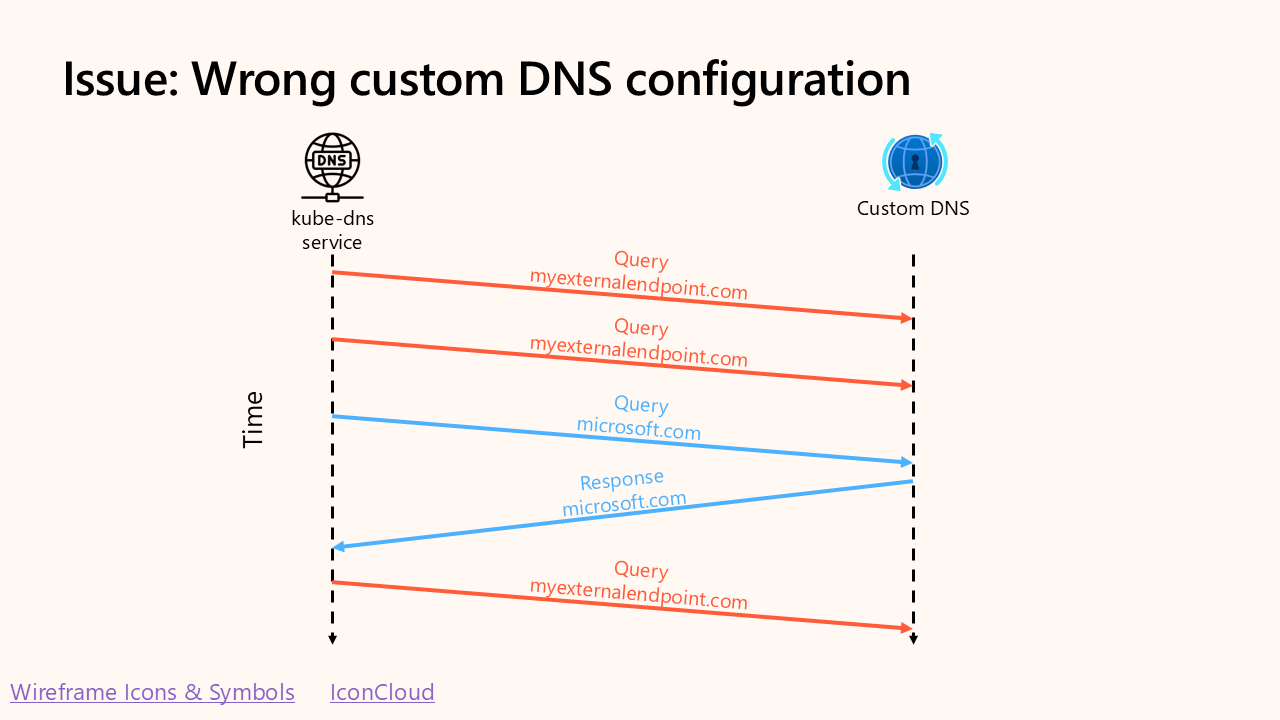 Issue: Wrong custom DNS configuration
DNS
kube-dns
service
Custom DNS
Query
myexternalendpoint.com
Query
myexternalendpoint.com
Query
microsoft.com
Time
Response
microsoft.com
Query
myexternalendpoint.com
Wireframe Icons & Symbols
IconCloud